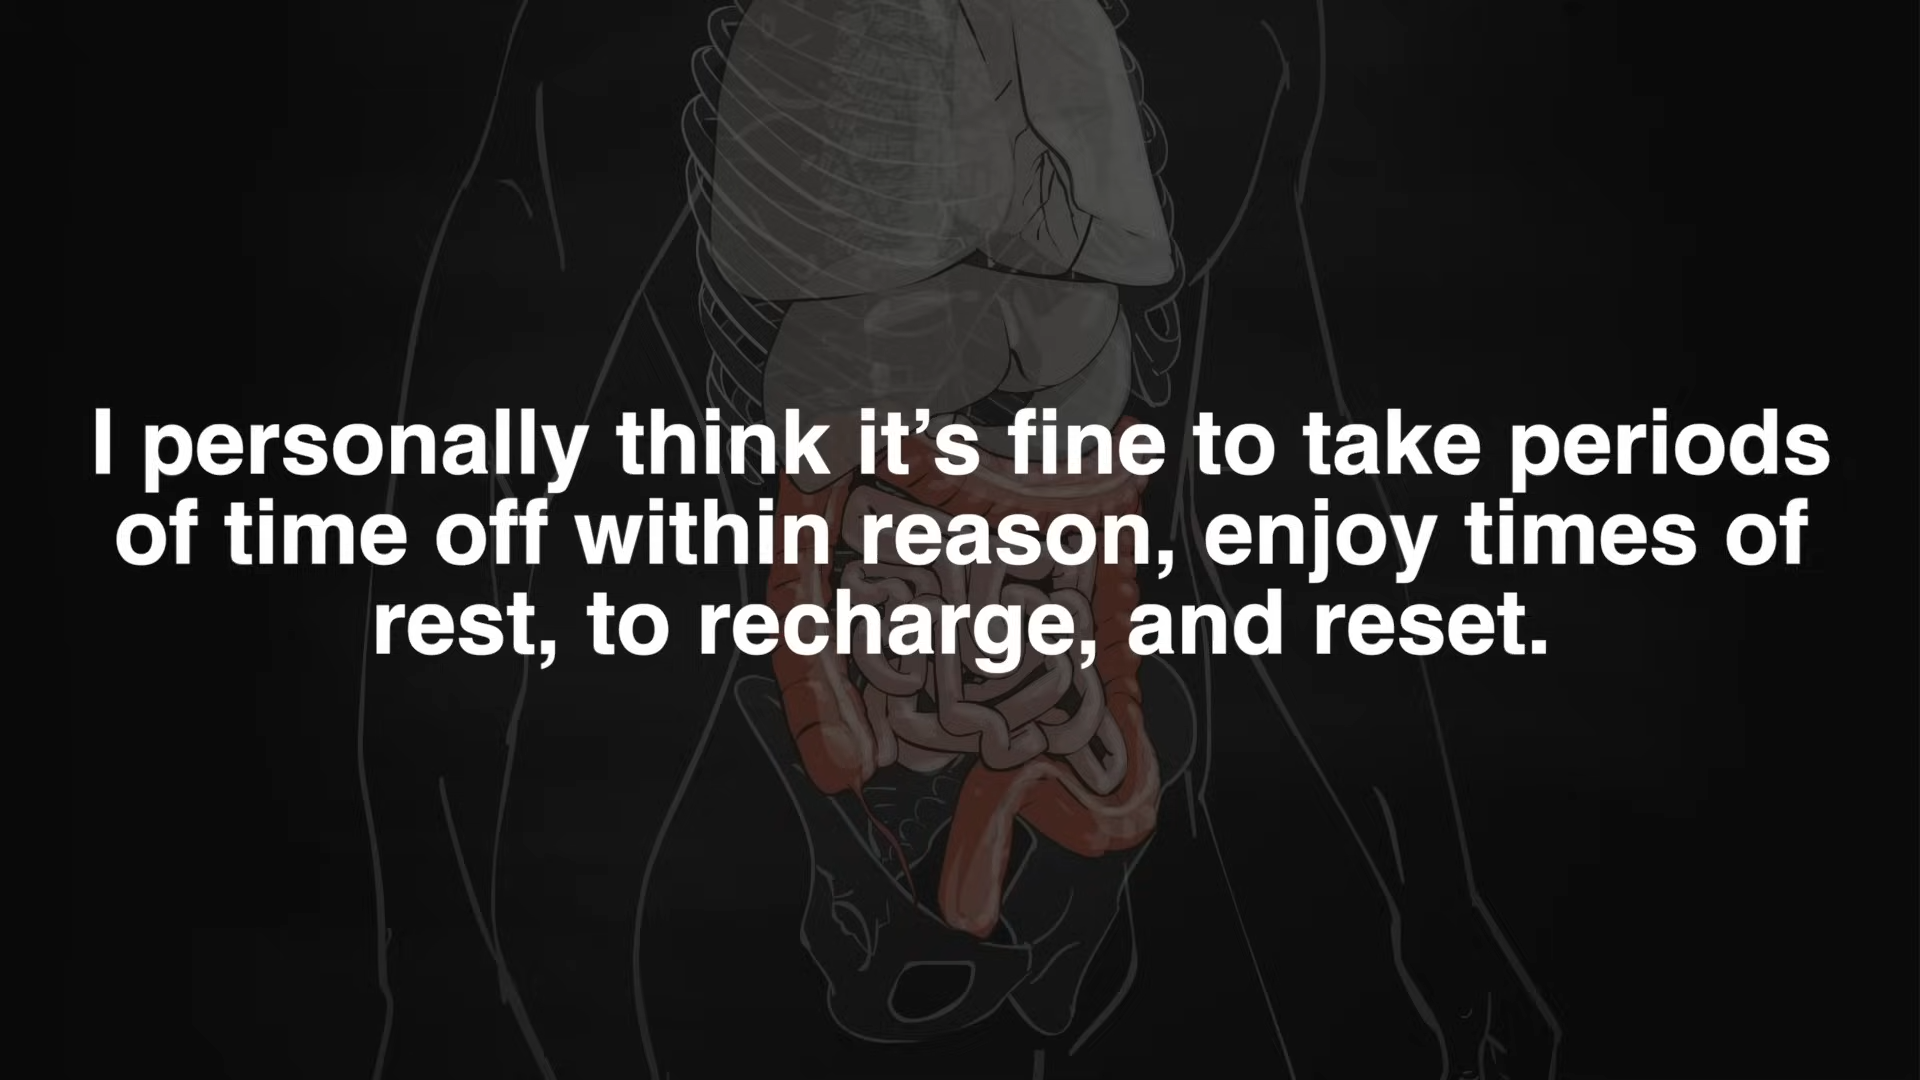 I personally think it’s fine to take periods
of time off within reason, enjoy times of
rest, to recharge, and reset.